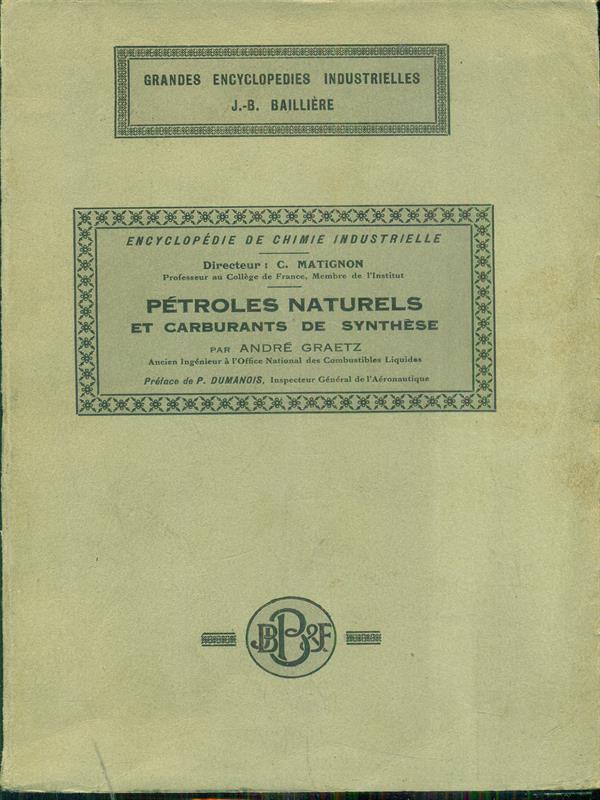 GRANDES ENCYCLOPEDIES INDUSTRIELLES
J.-B. BAILLIÈRE
ENCYCLOPÉDIE DE CHIMIE INDUSTRIELLE
Directeur : C. MATIGNON
Professeur au Collège de France, Membre de l'Institut
PÉTROLES NATURELS
ET CARBURANTS DE SYNTHÈSE
PAR ANDRÉ GRAETZ
Ancien Ingénieur à l'Office National des Combustibles Liquides
Préface de P. DUMANOIS, Inspecteur Général de l'Aéronautique
JBB&F